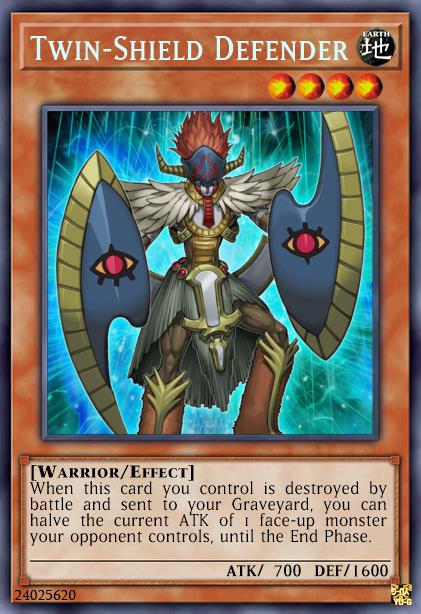 Twin-Shield Defender
EARTH
地
[Warrior/Effect]
When this card you control is destroyed by
battle and sent to your Graveyard, you can
halve the current ATK of 1 face-up monster
your opponent controls, until the End Phase.
ATK/ 700 DEF/1600
24025620